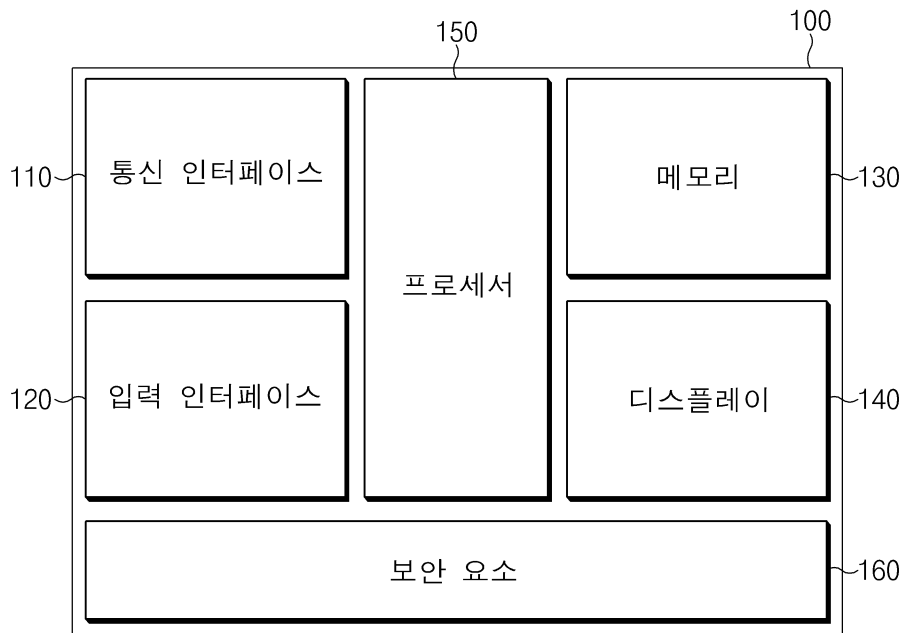 150
100
110
통신 인터페이스
메모리
130
프로세서
120
입력 인터페이스
디스플레이
140
보안 요소
160